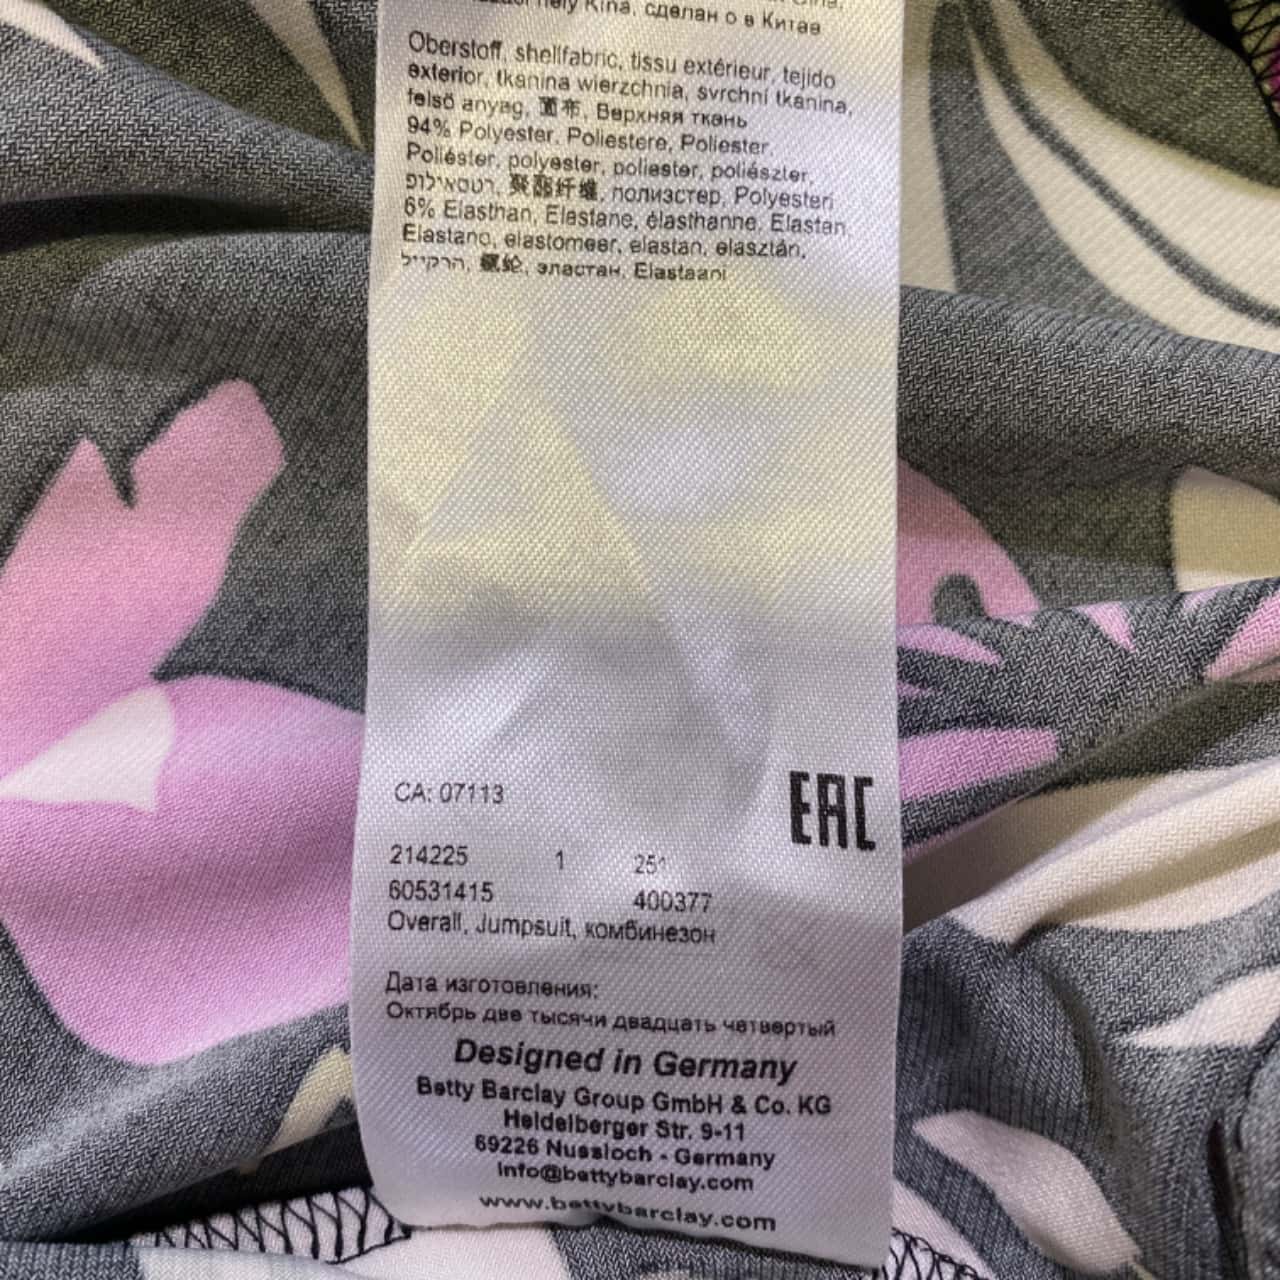 Kína, сделан о в Китае
Oberstoff, shellfabric, tissu extérieur, tejido
exterior, tkanina wierzchnia, svrchní tkanina,
felső anyag, 面布, Верхняя ткань
94% Polyester, Poliestere, Poliester,
Poliéster, polyester, poliester, poliészter,
פוליאסטר, 聚酯纤维, полиэстер, Polyesteri
6% Elasthan, Elastane, élasthanne, Elastan
Elastano, elastomeer, elastan, elasztán,
эластан, Elastaani
CA: 07113
EAC
214225 1 251
60531415 400377
Overall, Jumpsuit, комбинезон
Дата изготовления:
Октябрь две тысячи двадцать четвертый
Designed in Germany
Betty Barclay Group GmbH & Co. KG
Heidelberger Str. 9-11
69226 Nussloch - Germany
info@bettybarclay.com
www.bettybarclay.com